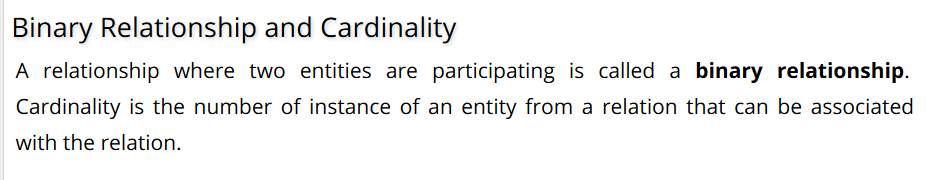 Binary Relationship and Cardinality
A relationship where two entities are participating is called a binary relationship.
Cardinality is the number of instance of an entity from a relation that can be associated
with the relation.